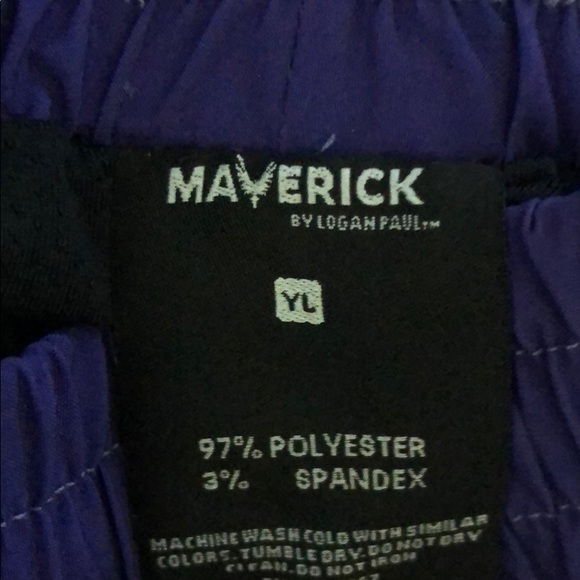 MAVERICK
BY LOGAN PAUL™
YL
97% POLYESTER
3% SPANDEX
MACHINE WASH COLD WITH SIMILAR
COLORS. TUMBLE DRY. DO NOT DRY
CLEAN. DO NOT IRON